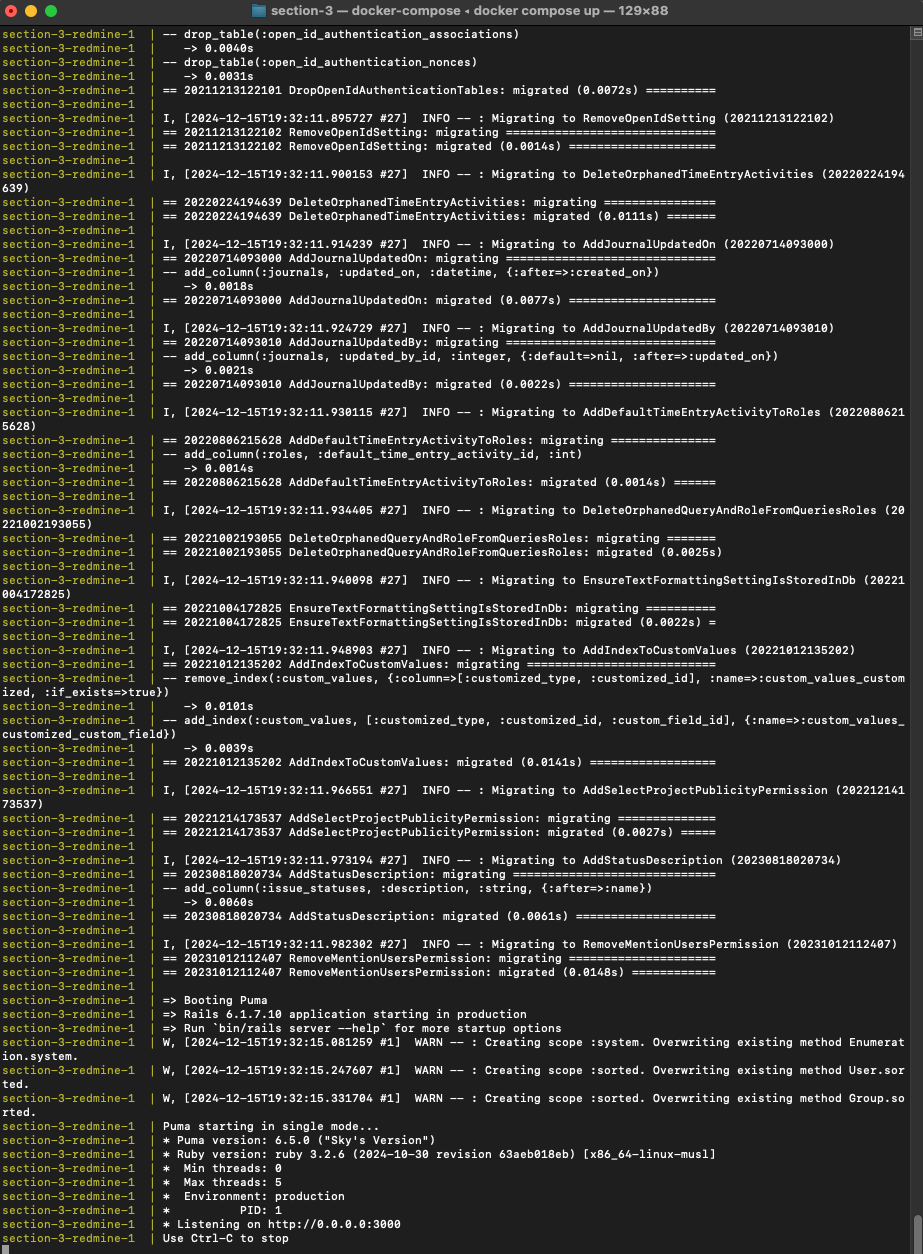 section-3 — docker-compose ◂ docker compose up — 129×88
section-3-redmine-1  | -- drop_table(:open_id_authentication_associations)
section-3-redmine-1  |    -> 0.0040s
section-3-redmine-1  | -- drop_table(:open_id_authentication_nonces)
section-3-redmine-1  |    -> 0.0031s
section-3-redmine-1  | == 20211213122101 DropOpenIdAuthenticationTables: migrated (0.0072s) ==========
section-3-redmine-1  |
section-3-redmine-1  | I, [2024-12-15T19:32:11.895727 #27]  INFO -- : Migrating to RemoveOpenIdSetting (20211213122102)
section-3-redmine-1  | == 20211213122102 RemoveOpenIdSetting: migrating ==============================
section-3-redmine-1  | == 20211213122102 RemoveOpenIdSetting: migrated (0.0014s) =====================
section-3-redmine-1  |
section-3-redmine-1  | I, [2024-12-15T19:32:11.900153 #27]  INFO -- : Migrating to DeleteOrphanedTimeEntryActivities (20220224194
639)
section-3-redmine-1  | == 20220224194639 DeleteOrphanedTimeEntryActivities: migrating ================
section-3-redmine-1  | == 20220224194639 DeleteOrphanedTimeEntryActivities: migrated (0.0111s) =======
section-3-redmine-1  |
section-3-redmine-1  | I, [2024-12-15T19:32:11.914239 #27]  INFO -- : Migrating to AddJournalUpdatedOn (20220714093000)
section-3-redmine-1  | == 20220714093000 AddJournalUpdatedOn: migrating ==============================
section-3-redmine-1  | -- add_column(:journals, :updated_on, :datetime, {:after=>:created_on})
section-3-redmine-1  |    -> 0.0018s
section-3-redmine-1  | == 20220714093000 AddJournalUpdatedOn: migrated (0.0077s) =====================
section-3-redmine-1  |
section-3-redmine-1  | I, [2024-12-15T19:32:11.924729 #27]  INFO -- : Migrating to AddJournalUpdatedBy (20220714093010)
section-3-redmine-1  | == 20220714093010 AddJournalUpdatedBy: migrating ==============================
section-3-redmine-1  | -- add_column(:journals, :updated_by_id, :integer, {:default=>nil, :after=>:updated_on})
section-3-redmine-1  |    -> 0.0021s
section-3-redmine-1  | == 20220714093010 AddJournalUpdatedBy: migrated (0.0022s) =====================
section-3-redmine-1  |
section-3-redmine-1  | I, [2024-12-15T19:32:11.930115 #27]  INFO -- : Migrating to AddDefaultTimeEntryActivityToRoles (2022080621
5628)
section-3-redmine-1  | == 20220806215628 AddDefaultTimeEntryActivityToRoles: migrating ===============
section-3-redmine-1  | -- add_column(:roles, :default_time_entry_activity_id, :int)
section-3-redmine-1  |    -> 0.0014s
section-3-redmine-1  | == 20220806215628 AddDefaultTimeEntryActivityToRoles: migrated (0.0014s) ======
section-3-redmine-1  |
section-3-redmine-1  | I, [2024-12-15T19:32:11.934405 #27]  INFO -- : Migrating to DeleteOrphanedQueryAndRoleFromQueriesRoles (20
221002193055)
section-3-redmine-1  | == 20221002193055 DeleteOrphanedQueryAndRoleFromQueriesRoles: migrating =======
section-3-redmine-1  | == 20221002193055 DeleteOrphanedQueryAndRoleFromQueriesRoles: migrated (0.0025s)
section-3-redmine-1  |
section-3-redmine-1  | I, [2024-12-15T19:32:11.940098 #27]  INFO -- : Migrating to EnsureTextFormattingSettingIsStoredInDb (20221
004172825)
section-3-redmine-1  | == 20221004172825 EnsureTextFormattingSettingIsStoredInDb: migrating ==========
section-3-redmine-1  | == 20221004172825 EnsureTextFormattingSettingIsStoredInDb: migrated (0.0022s) =
section-3-redmine-1  |
section-3-redmine-1  | I, [2024-12-15T19:32:11.948903 #27]  INFO -- : Migrating to AddIndexToCustomValues (20221012135202)
section-3-redmine-1  | == 20221012135202 AddIndexToCustomValues: migrating ===========================
section-3-redmine-1  | -- remove_index(:custom_values, {:column=>[:customized_type, :customized_id], :name=>:custom_values_custom
ized, :if_exists=>true})
section-3-redmine-1  |    -> 0.0101s
section-3-redmine-1  | -- add_index(:custom_values, [:customized_type, :customized_id, :custom_field_id], {:name=>:custom_values_
customized_custom_field})
section-3-redmine-1  |    -> 0.0039s
section-3-redmine-1  | == 20221012135202 AddIndexToCustomValues: migrated (0.0141s) ==================
section-3-redmine-1  |
section-3-redmine-1  | I, [2024-12-15T19:32:11.966551 #27]  INFO -- : Migrating to AddSelectProjectPublicityPermission (202212141
73537)
section-3-redmine-1  | == 20221214173537 AddSelectProjectPublicityPermission: migrating ==============
section-3-redmine-1  | == 20221214173537 AddSelectProjectPublicityPermission: migrated (0.0027s) =====
section-3-redmine-1  |
section-3-redmine-1  | I, [2024-12-15T19:32:11.973194 #27]  INFO -- : Migrating to AddStatusDescription (20230818020734)
section-3-redmine-1  | == 20230818020734 AddStatusDescription: migrating =============================
section-3-redmine-1  | -- add_column(:issue_statuses, :description, :string, {:after=>:name})
section-3-redmine-1  |    -> 0.0060s
section-3-redmine-1  | == 20230818020734 AddStatusDescription: migrated (0.0061s) ====================
section-3-redmine-1  |
section-3-redmine-1  | I, [2024-12-15T19:32:11.982302 #27]  INFO -- : Migrating to RemoveMentionUsersPermission (20231012112407)
section-3-redmine-1  | == 20231012112407 RemoveMentionUsersPermission: migrating =====================
section-3-redmine-1  | == 20231012112407 RemoveMentionUsersPermission: migrated (0.0148s) ============
section-3-redmine-1  |
section-3-redmine-1  | => Booting Puma
section-3-redmine-1  | => Rails 6.1.7.10 application starting in production
section-3-redmine-1  | => Run `bin/rails server --help` for more startup options
section-3-redmine-1  | W, [2024-12-15T19:32:15.081259 #1]  WARN -- : Creating scope :system. Overwriting existing method Enumerat
ion.system.
section-3-redmine-1  | W, [2024-12-15T19:32:15.247607 #1]  WARN -- : Creating scope :sorted. Overwriting existing method User.sor
ted.
section-3-redmine-1  | W, [2024-12-15T19:32:15.331704 #1]  WARN -- : Creating scope :sorted. Overwriting existing method Group.so
rted.
section-3-redmine-1  | Puma starting in single mode...
section-3-redmine-1  | * Puma version: 6.5.0 ("Sky's Version")
section-3-redmine-1  | * Ruby version: ruby 3.2.6 (2024-10-30 revision 63aeb018eb) [x86_64-linux-musl]
section-3-redmine-1  | *  Min threads: 0
section-3-redmine-1  | *  Max threads: 5
section-3-redmine-1  | *  Environment: production
section-3-redmine-1  | *          PID: 1
section-3-redmine-1  | * Listening on http://0.0.0.0:3000
section-3-redmine-1  | Use Ctrl-C to stop